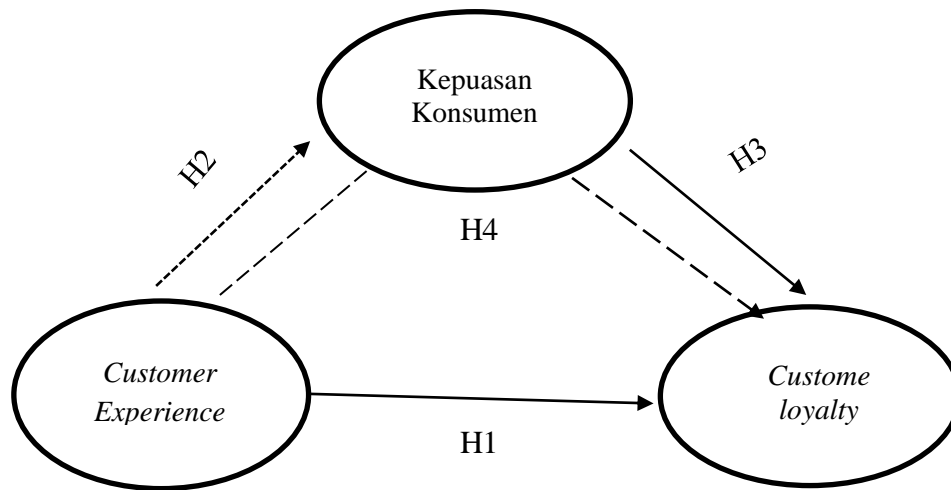 Kepuasan
Konsumen
H2
H3
H4
Customer
Experience
Custome
loyalty
H1